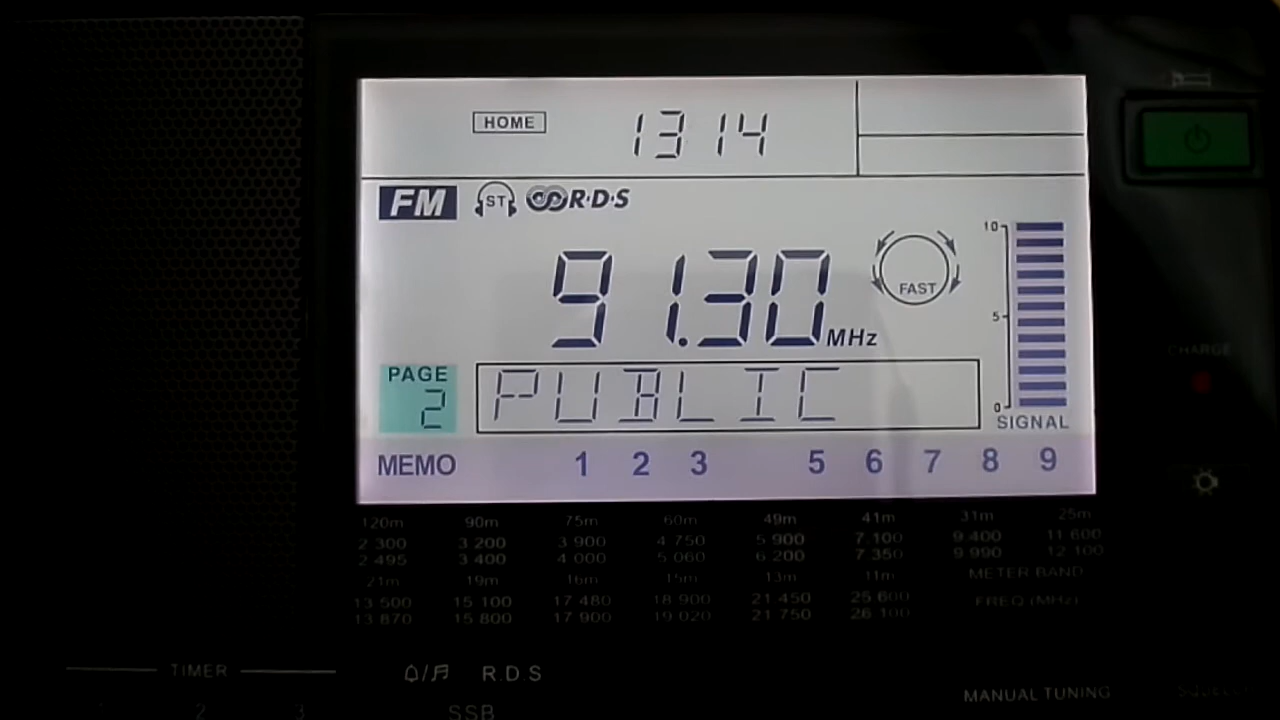 HOME 1314
FM ST R·D·S
91.30 MHz
FAST
10
5
0
SIGNAL
PAGE
2
PUBLIC
MEMO 1 2 3 5 6 7 8 9
CHARGE
120m 90m 75m 60m 49m 41m 31m 25m
2 300 3 200 3 900 4 750 5 900 7 100 9 400 11 600
2 495 3 400 4 000 5 060 6 200 7 350 9 990 12 100
21m 19m 16m 15m 13m 11m METER BAND
13 500 15 100 17 480 18 900 21 450 25 600 FREQ (MHz)
13 870 15 800 17 900 19 020 21 750 26 100
TIMER R.D.S
MANUAL TUNING
2 3 SSB